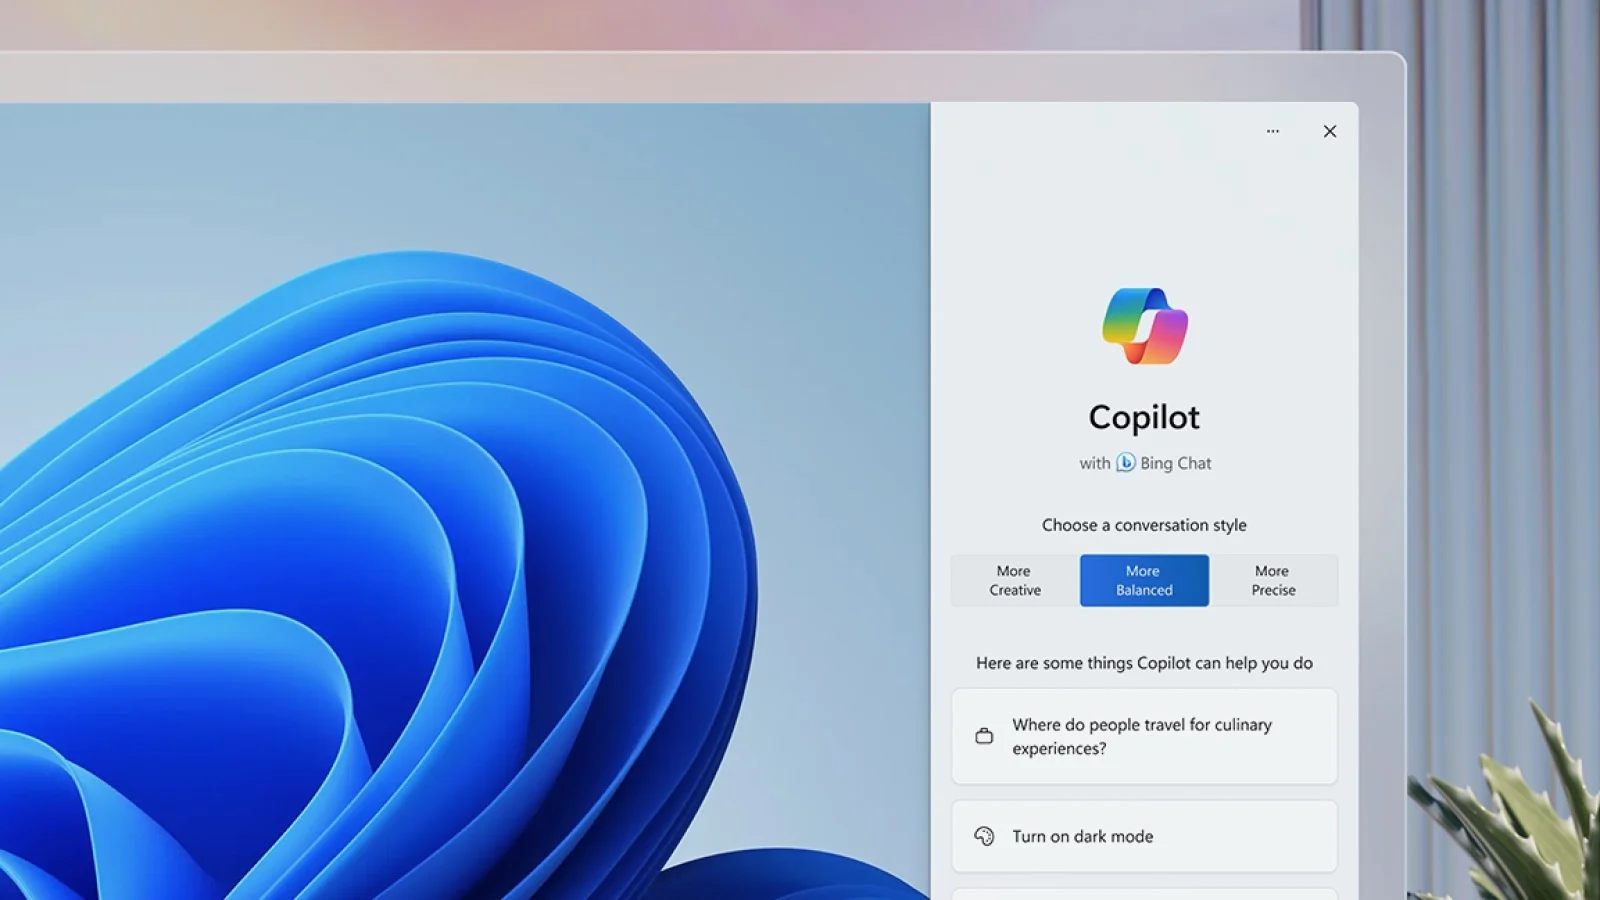 Copilot
with Bing Chat
Choose a conversation style
More
Creative
More
Balanced
More
Precise
Here are some things Copilot can help you do
Where do people travel for culinary
experiences?
Turn on dark mode